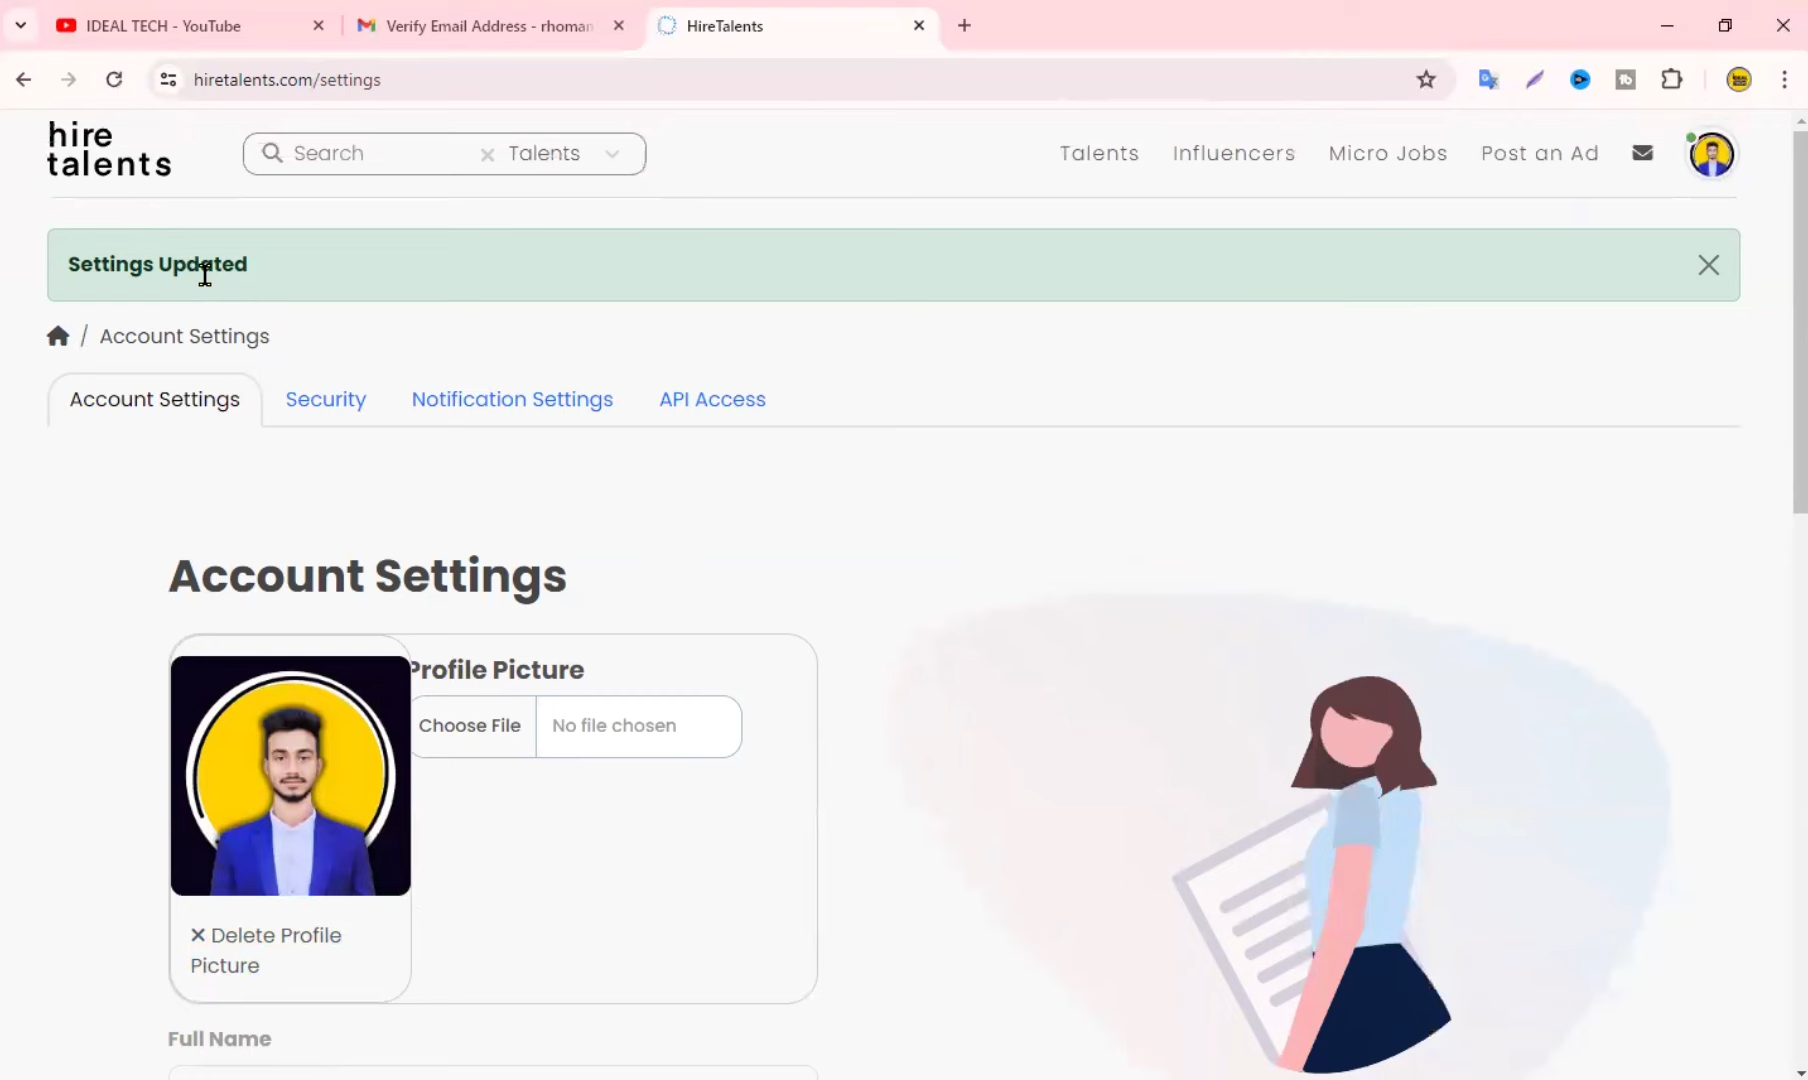 IDEAL TECH - YouTube
Verify Email Address - rhoman
HireTalents
hiretalents.com/settings
hire
talents
Search
Talents
Talents
Influencers
Micro Jobs
Post an Ad
Settings Updated
/ Account Settings
Account Settings
Security
Notification Settings
API Access
Account Settings
Profile Picture
Choose File
No file chosen
Delete Profile
Picture
Full Name